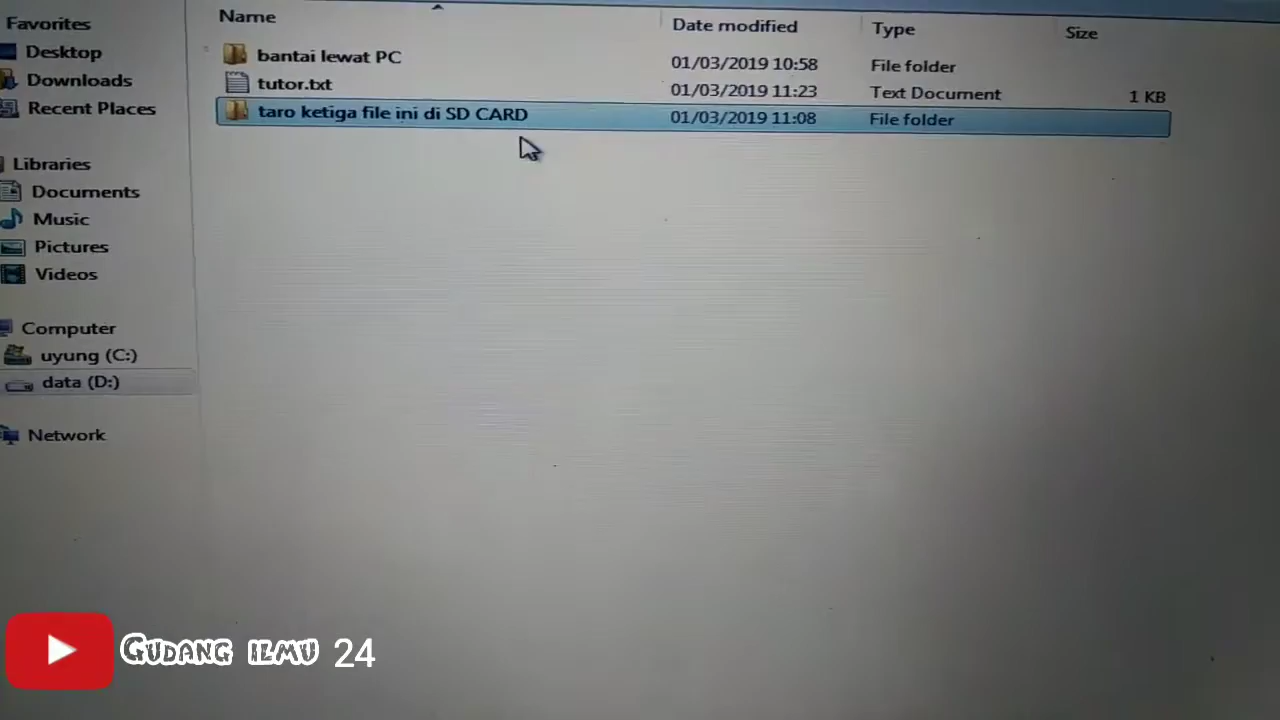 Name Date modified Type Size
bantai lewat PC 01/03/2019 10:58 File folder
tutor.txt 01/03/2019 11:23 Text Document 1 KB
taro ketiga file ini di SD CARD 01/03/2019 11:08 File folder
Favorites
Desktop
Downloads
Recent Places
Libraries
Documents
Music
Pictures
Videos
Computer
uyung (C:)
data (D:)
Network
GUDANG ILMU 24